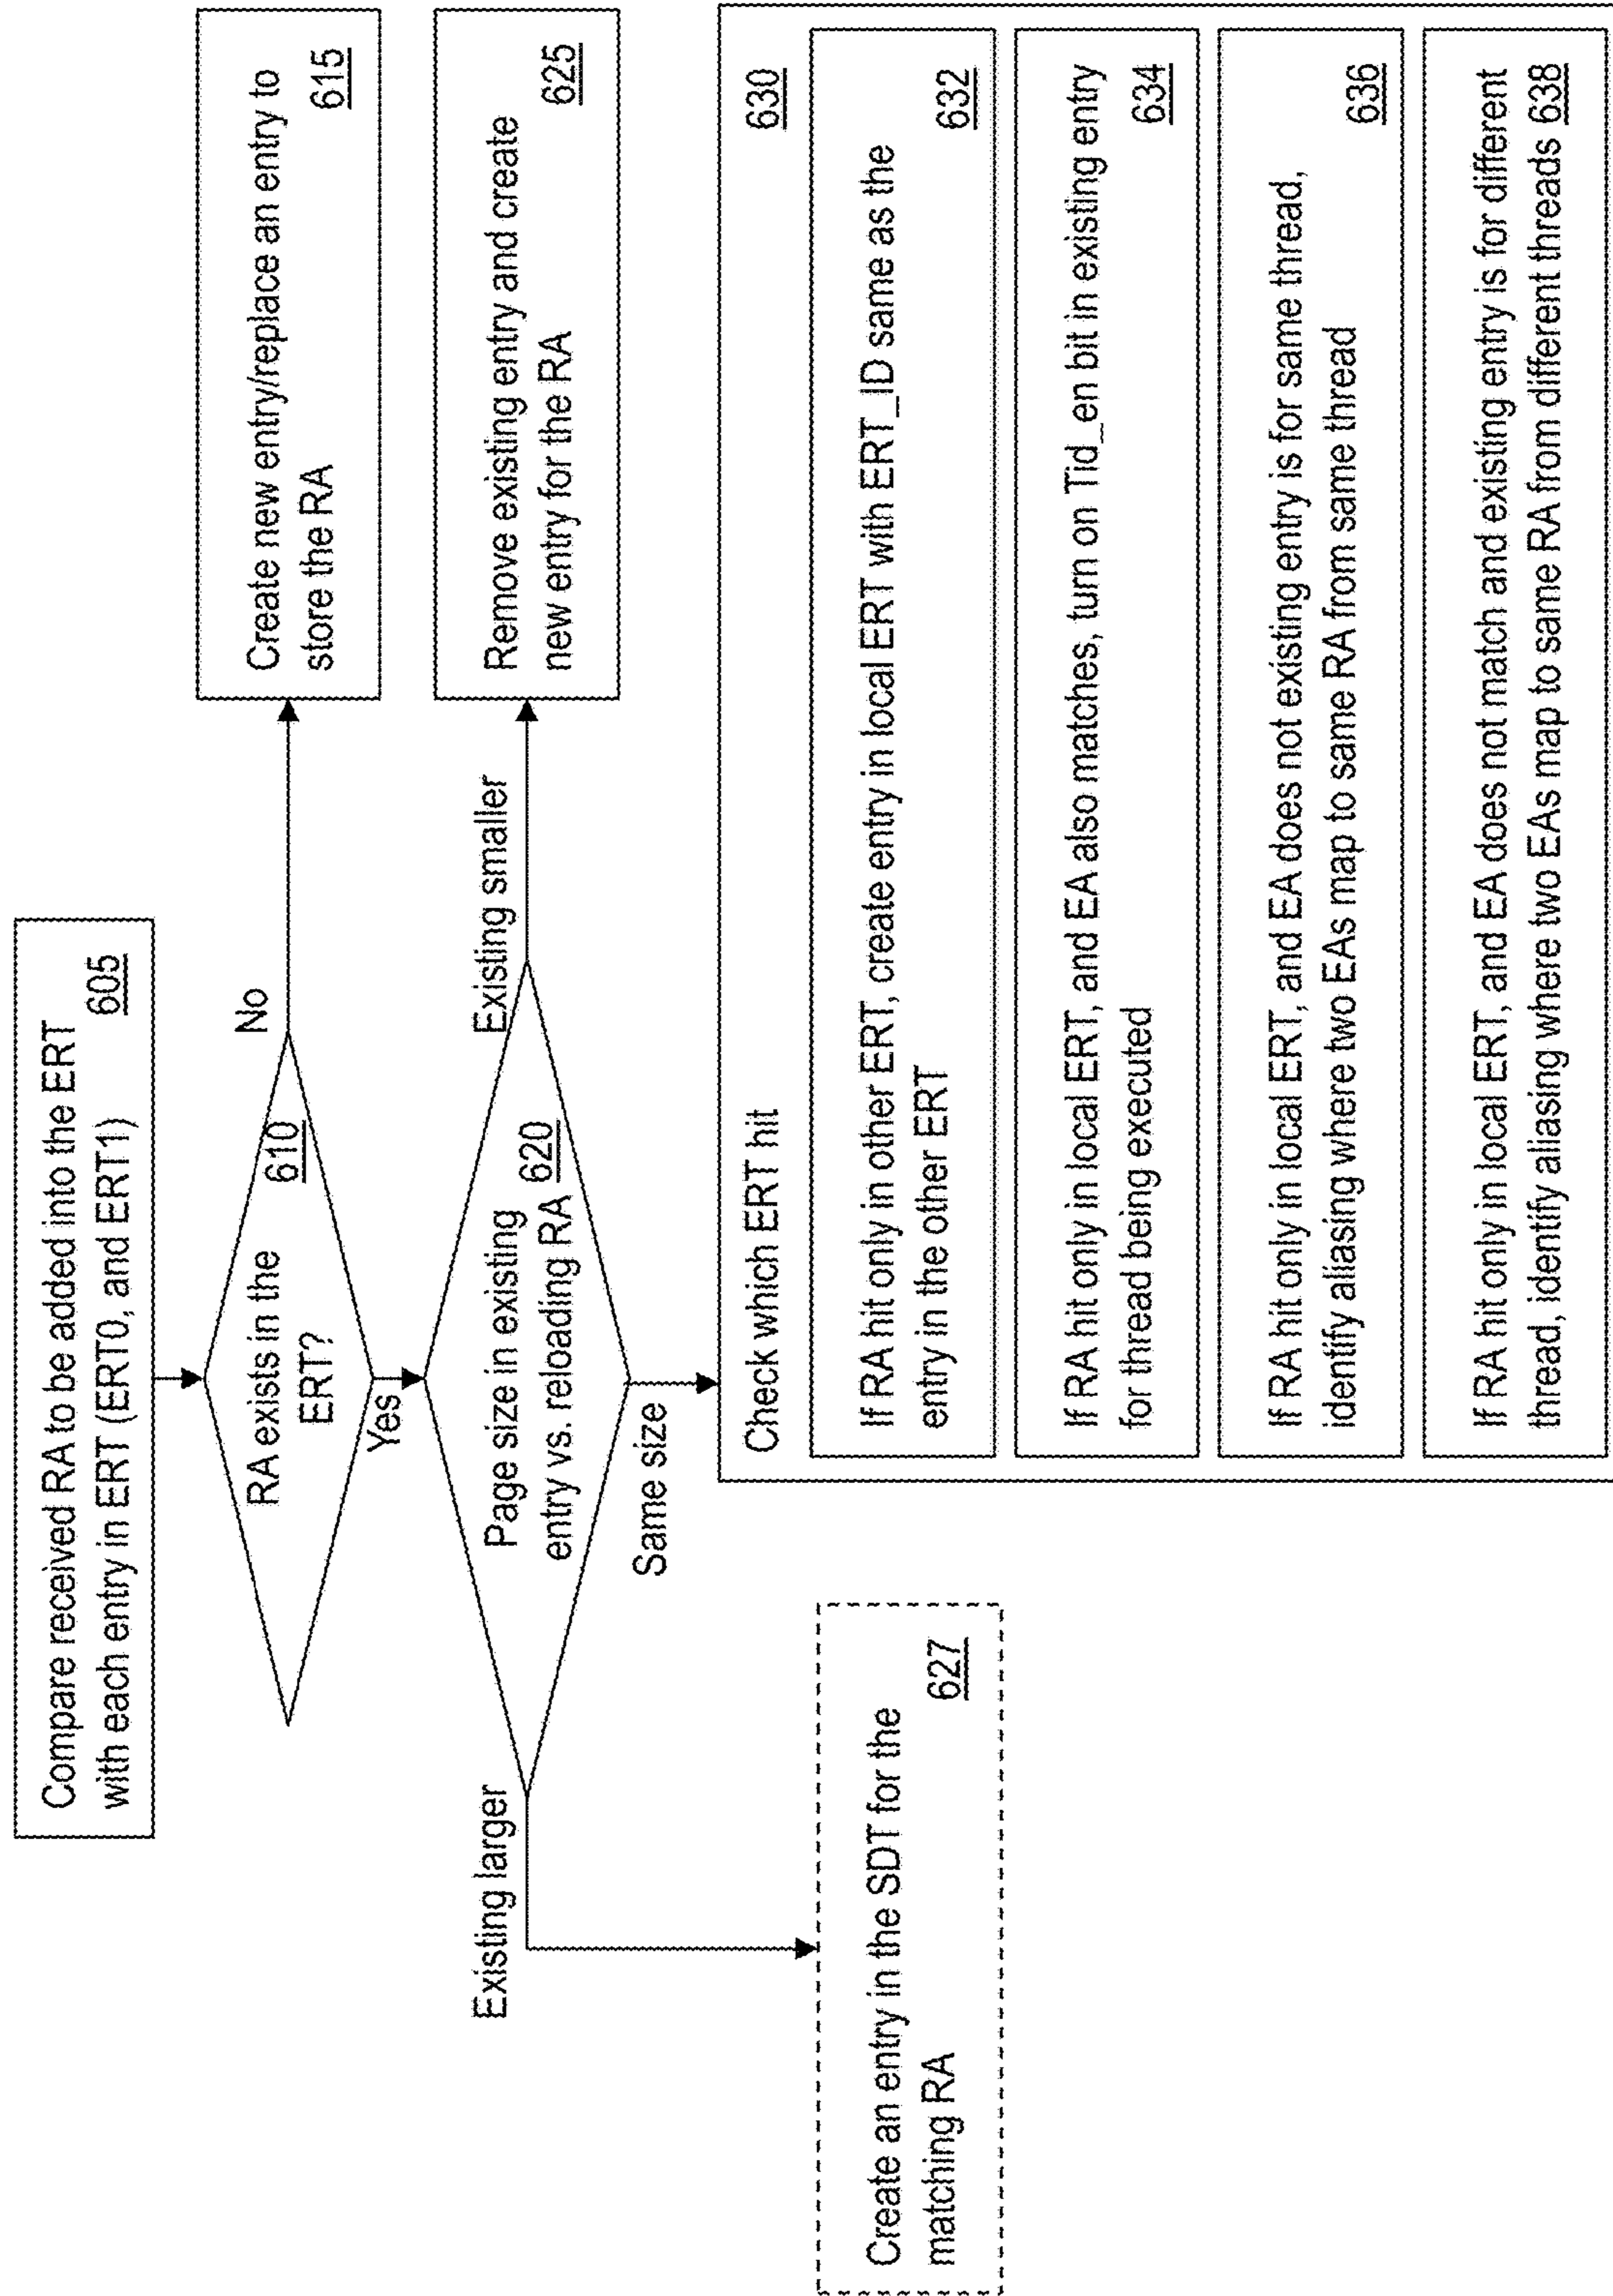 Compare received RA to be added into the ERT
with each entry in ERT (ERT0, and ERT1) 605
RA exists in the
ERT?
610
No
Create new entry/replace an entry to
store the RA
615
Yes
Page size in existing
entry vs. reloading RA 620
Existing smaller
Remove existing entry and create
new entry for the RA
625
Existing larger
Create an entry in the SDT for the
matching RA
627
Same size
Check which ERT hit 630
If RA hit only in other ERT, create entry in local ERT with ERT_ID same as the
entry in the other ERT
632
If RA hit only in local ERT, and EA also matches, turn on Tid_en bit in existing entry
for thread being executed
634
If RA hit only in local ERT, and EA does not existing entry is for same thread,
identify aliasing where two EAs map to same RA from same thread
636
If RA hit only in local ERT, and EA does not match and existing entry is for different
thread, identify aliasing where two EAs map to same RA from different threads 638